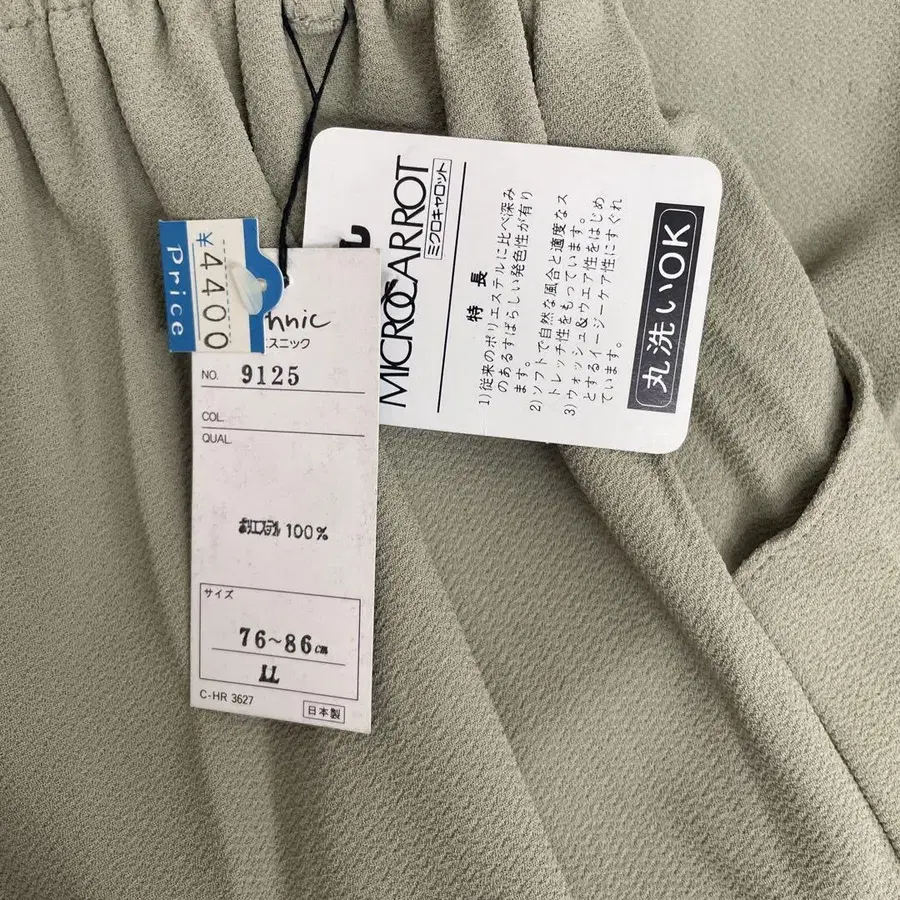 Price
大
4400
スニック
NO. 9125
COL.
QUAL.
ポリエステル 100%
サイズ
76~86cm
LL
C-HR 3627
日本製
MICROCARROT
ミクロキャロット
特長
1)従来のポリエステルに比べ深み
のあるすばらしい発色性が有り
ます。
2)ソフトで自然な風合と適度なス
トレッチ性をもっています。
3)ウォッシュ&ウエア性をはじめ
とするイージーケア性にすぐれ
ています。
丸洗いOK